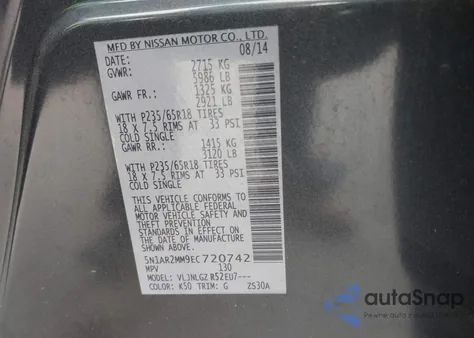 MFD BY NISSAN MOTOR CO., LTD.
DATE: 08/14
GVWR: 2715 KG
5986 LB
GAWR FR.: 1325 KG
2921 LB
WITH P235/65R18 TIRES
18 X 7.5 RIMS AT 33 PSI
COLD SINGLE
GAWR RR.: 1415 KG
3120 LB
WITH P235/65R18 TIRES
18 X 7.5 RIMS AT 33 PSI
COLD SINGLE
THIS VEHICLE CONFORMS TO
ALL APPLICABLE FEDERAL
MOTOR VEHICLE SAFETY AND
THEFT PREVENTION
STANDARDS IN EFFECT ON
THE DATE OF MANUFACTURE
SHOWN ABOVE.
5N1AR2MM9EC720742
MPV 130
VLJNLGZ R52EU7---
COLOR: K50 TRIM: G ZS30A
autoSnap